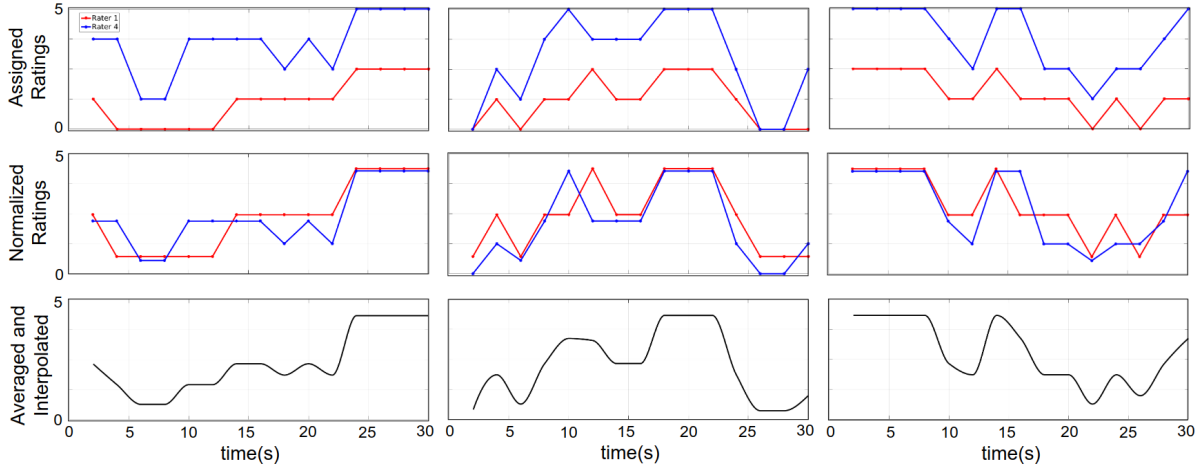 5
Rater 1
Rater 4
Assigned
Ratings
0
5
Normalized
Ratings
0
5
Averaged and
Interpolated
0
0 5 10 15 20 25 30
0 5 10 15 20 25 30
0 5 10 15 20 25 30
time(s)
time(s)
time(s)